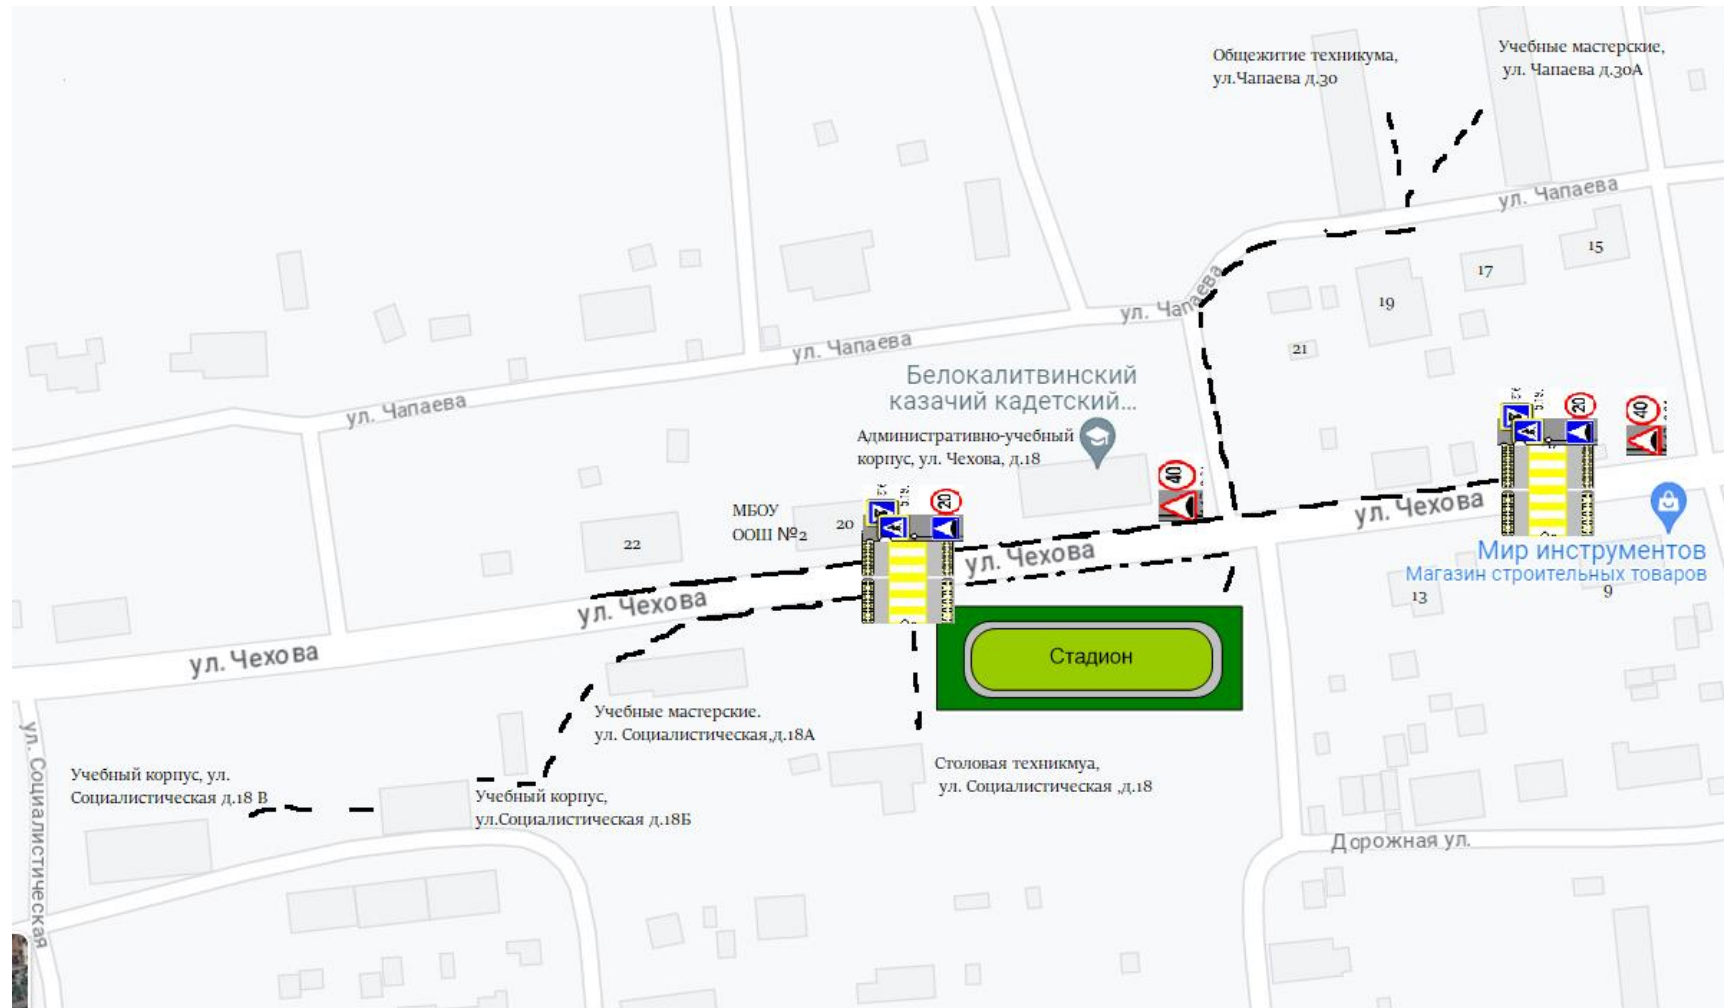 Общежитие техникума,
ул.Чапаева д.30
Учебные мастерские,
ул. Чапаева д.30А
ул. Чапаева
15
17
19
21
ул. Чапаева
ул. Чапаева
ул. Чапаева
ул. Чапаева
Белокалитвинский
казачий кадетский...
Административно-учебный
корпус, ул. Чехова, д.18
40
20
40
20
МБОУ
ООШ №2
20
22
ул. Чехова
ул. Чехова
ул. Чехова
ул. Чехова
Мир инструментов
Магазин строительных товаров
13
9
Стадион
Учебные мастерские.
ул. Социалистическая,д.18А
Столовая техникмуа,
ул. Социалистическая ,д.18
Учебный корпус, ул.
Социалистическая д.18 В
Учебный корпус,
ул.Социалистическая д.18Б
ул. Социалистическая
Дорожная ул.